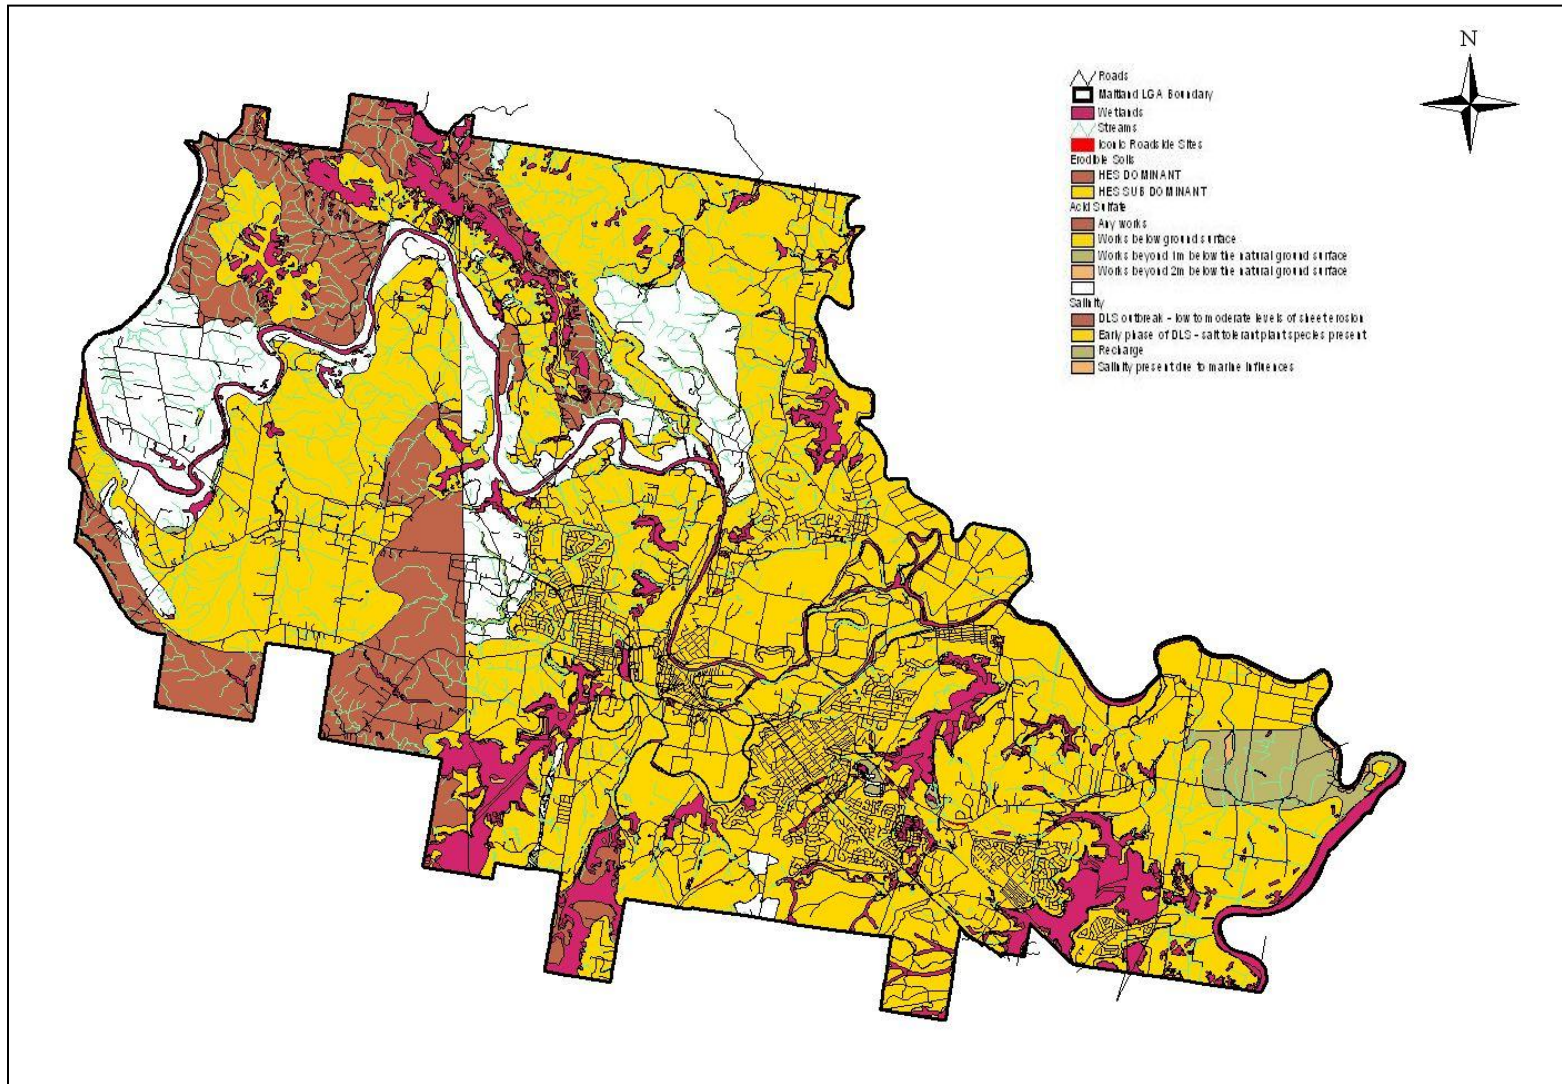 N
Roads
Maitland LGA Boundary
Wetlands
Streams
Iconic Roadside Sites
Erodible Soils
HES DOMINANT
HES SUB DOMINANT
Acid Sulfate
Any works
Works below ground surface
Works beyond 1m below the natural ground surface
Works beyond 2m below the natural ground surface
Salinity
DLS outbreak - low to moderate levels of sheet erosion
Early phase of DLS - salt tolerant plant species present
Recharge
Salinity present due to marine influences